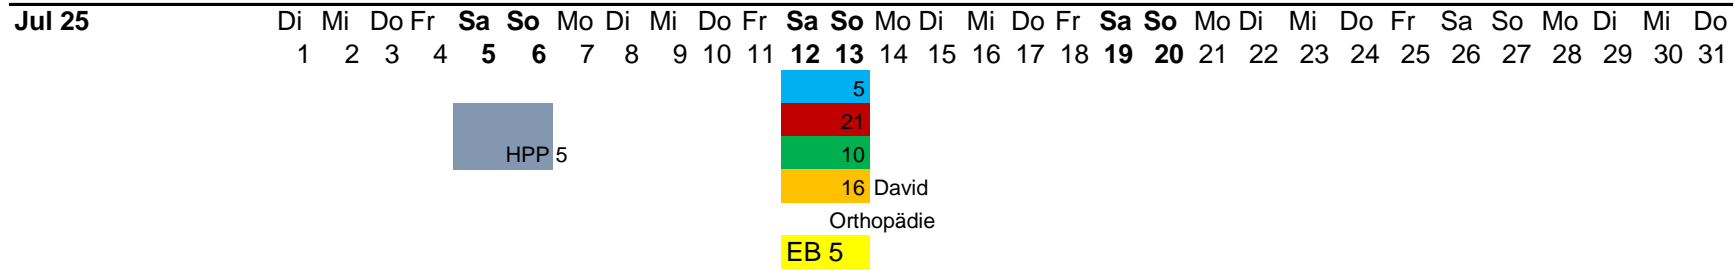 Jul 25 Di Mi Do Fr Sa So Mo Di Mi Do Fr Sa So Mo Di Mi Do Fr Sa So Mo Di Mi Do Fr Sa So Mo Di Mi Do
1 2 3 4 5 6 7 8 9 10 11 12 13 14 15 16 17 18 19 20 21 22 23 24 25 26 27 28 29 30 31
5
21
HPP 5 10
16 David
Orthopädie
EB 5